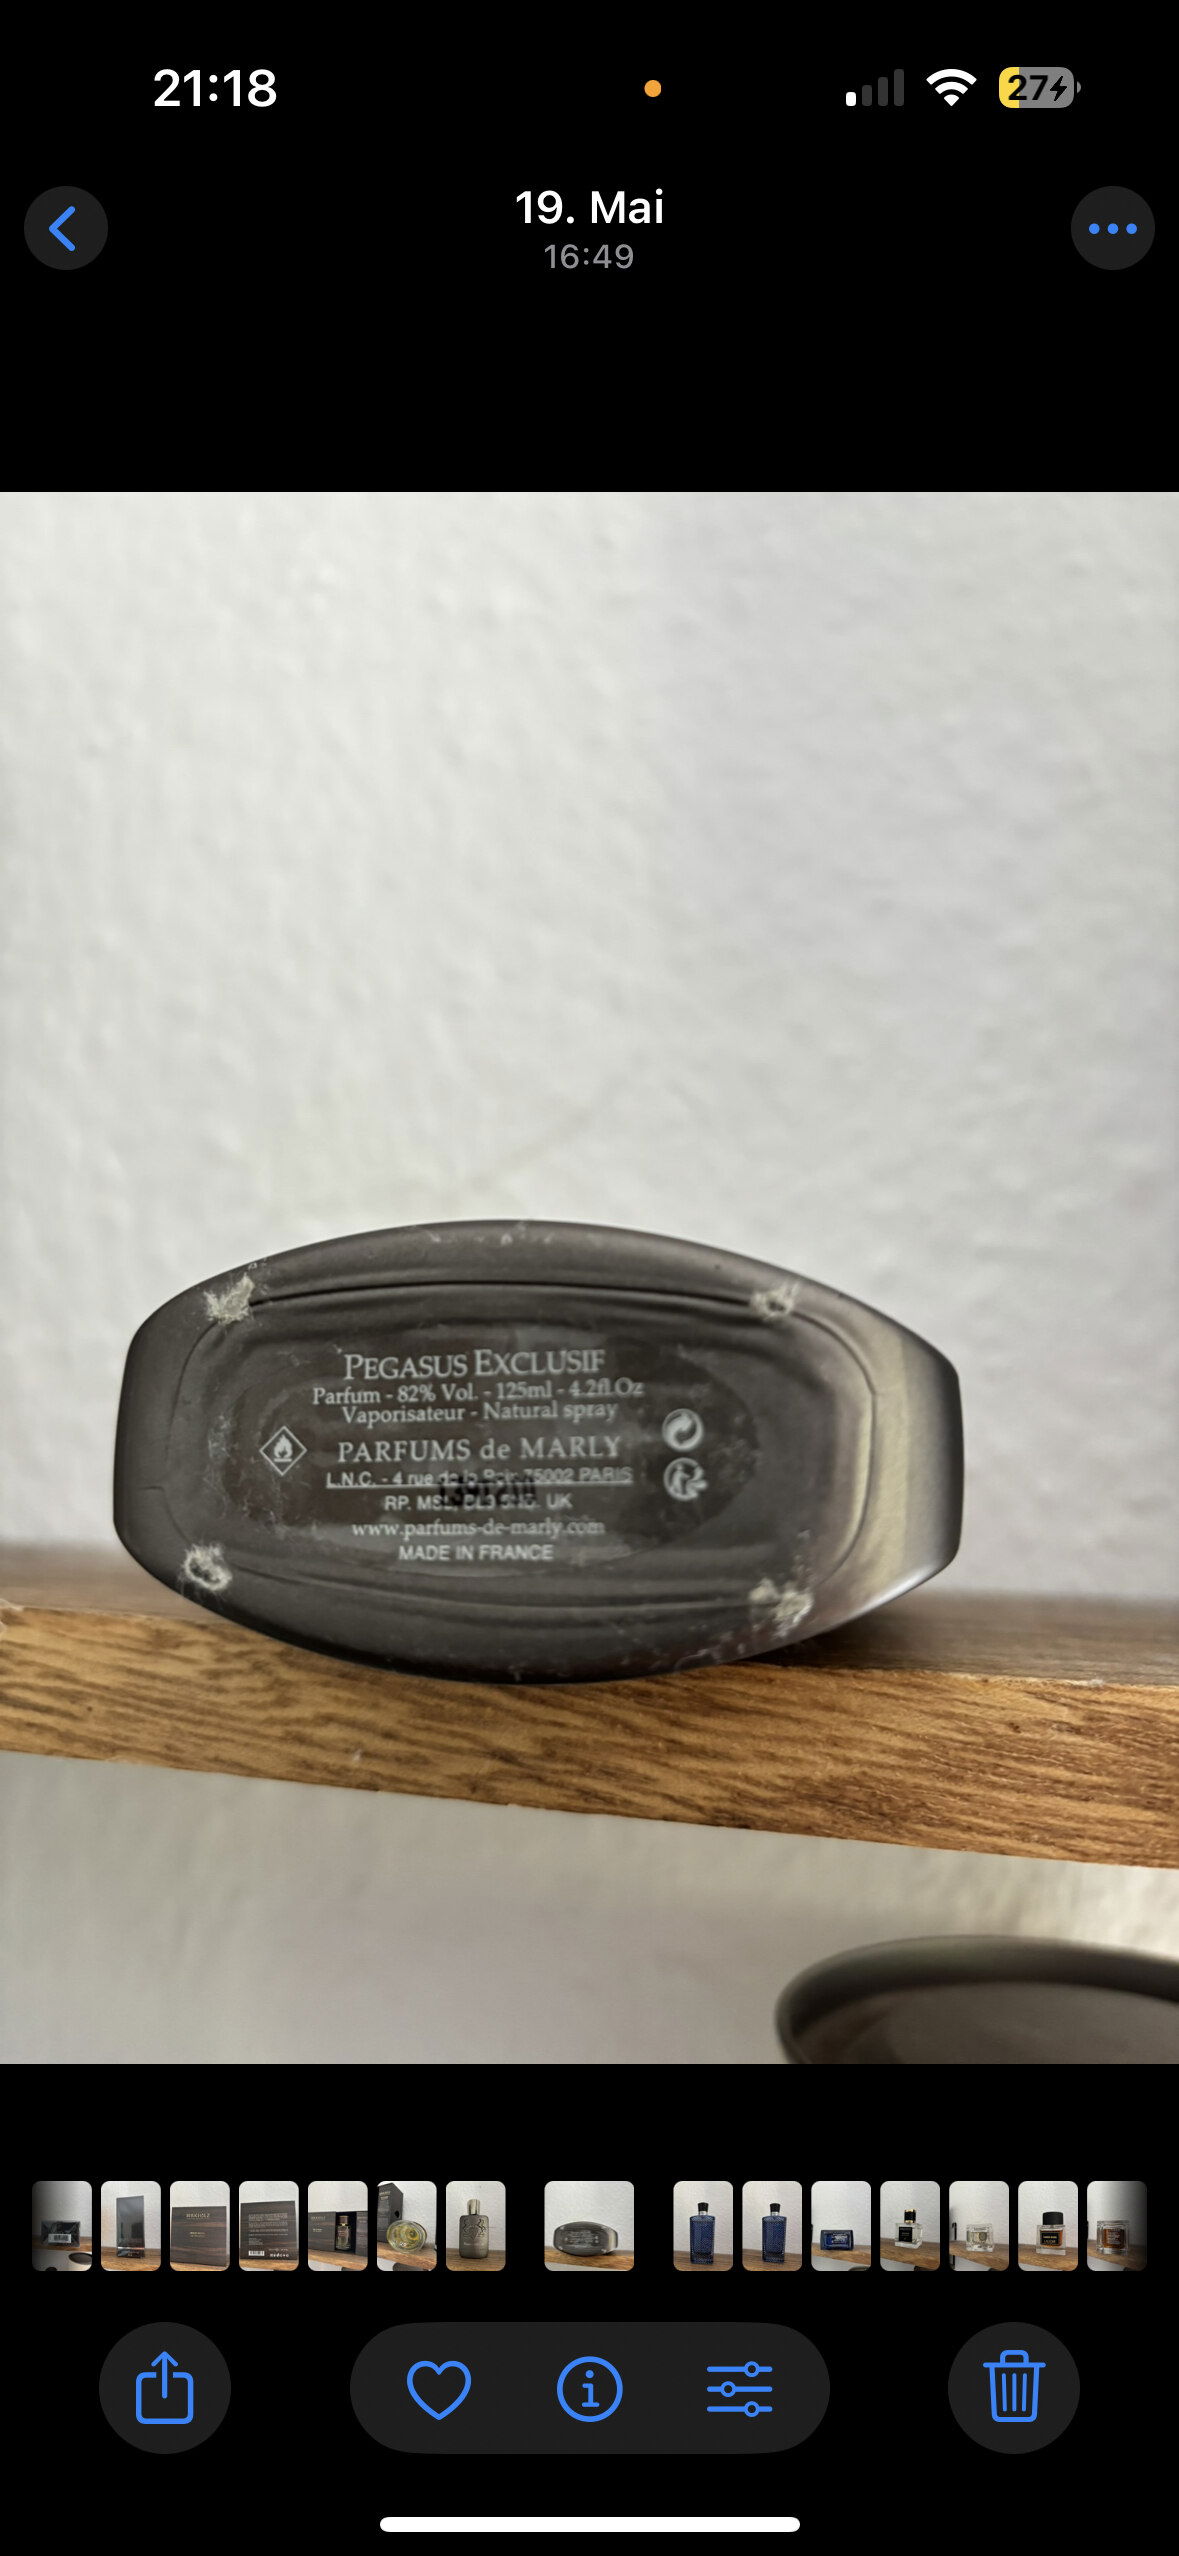 21:18
27
19. Mai
16:49
PEGASUS EXCLUSIF
Parfum - 82% Vol. - 125ml - 4.2fl.Oz
Vaporisateur - Natural spray
PARFUMS de MARLY
L.N.C. - 4 rue de la Paix 75002 PARIS
RP. UK
www.parfums-de-marly.com
MADE IN FRANCE